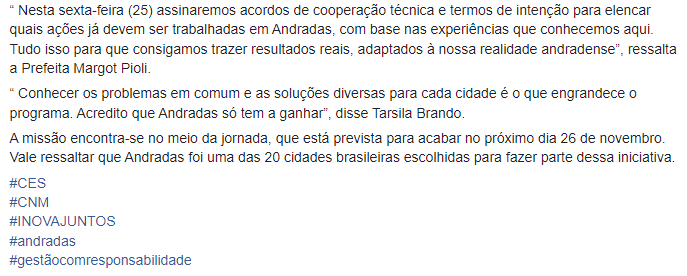 “ Nesta sexta-feira (25) assinaremos acordos de cooperação técnica e termos de intenção para elencar
quais ações já devem ser trabalhadas em Andradas, com base nas experiências que conhecemos aqui.
Tudo isso para que consigamos trazer resultados reais, adaptados à nossa realidade andradense”, ressalta
a Prefeita Margot Pioli.
“ Conhecer os problemas em comum e as soluções diversas para cada cidade é o que engrandece o
programa. Acredito que Andradas só tem a ganhar”, disse Tarsila Brando.
A missão encontra-se no meio da jornada, que está prevista para acabar no próximo dia 26 de novembro.
Vale ressaltar que Andradas foi uma das 20 cidades brasileiras escolhidas para fazer parte dessa iniciativa.
#CES
#CNM
#INOVAJUNTOS
#andradas
#gestãocomresponsabilidade